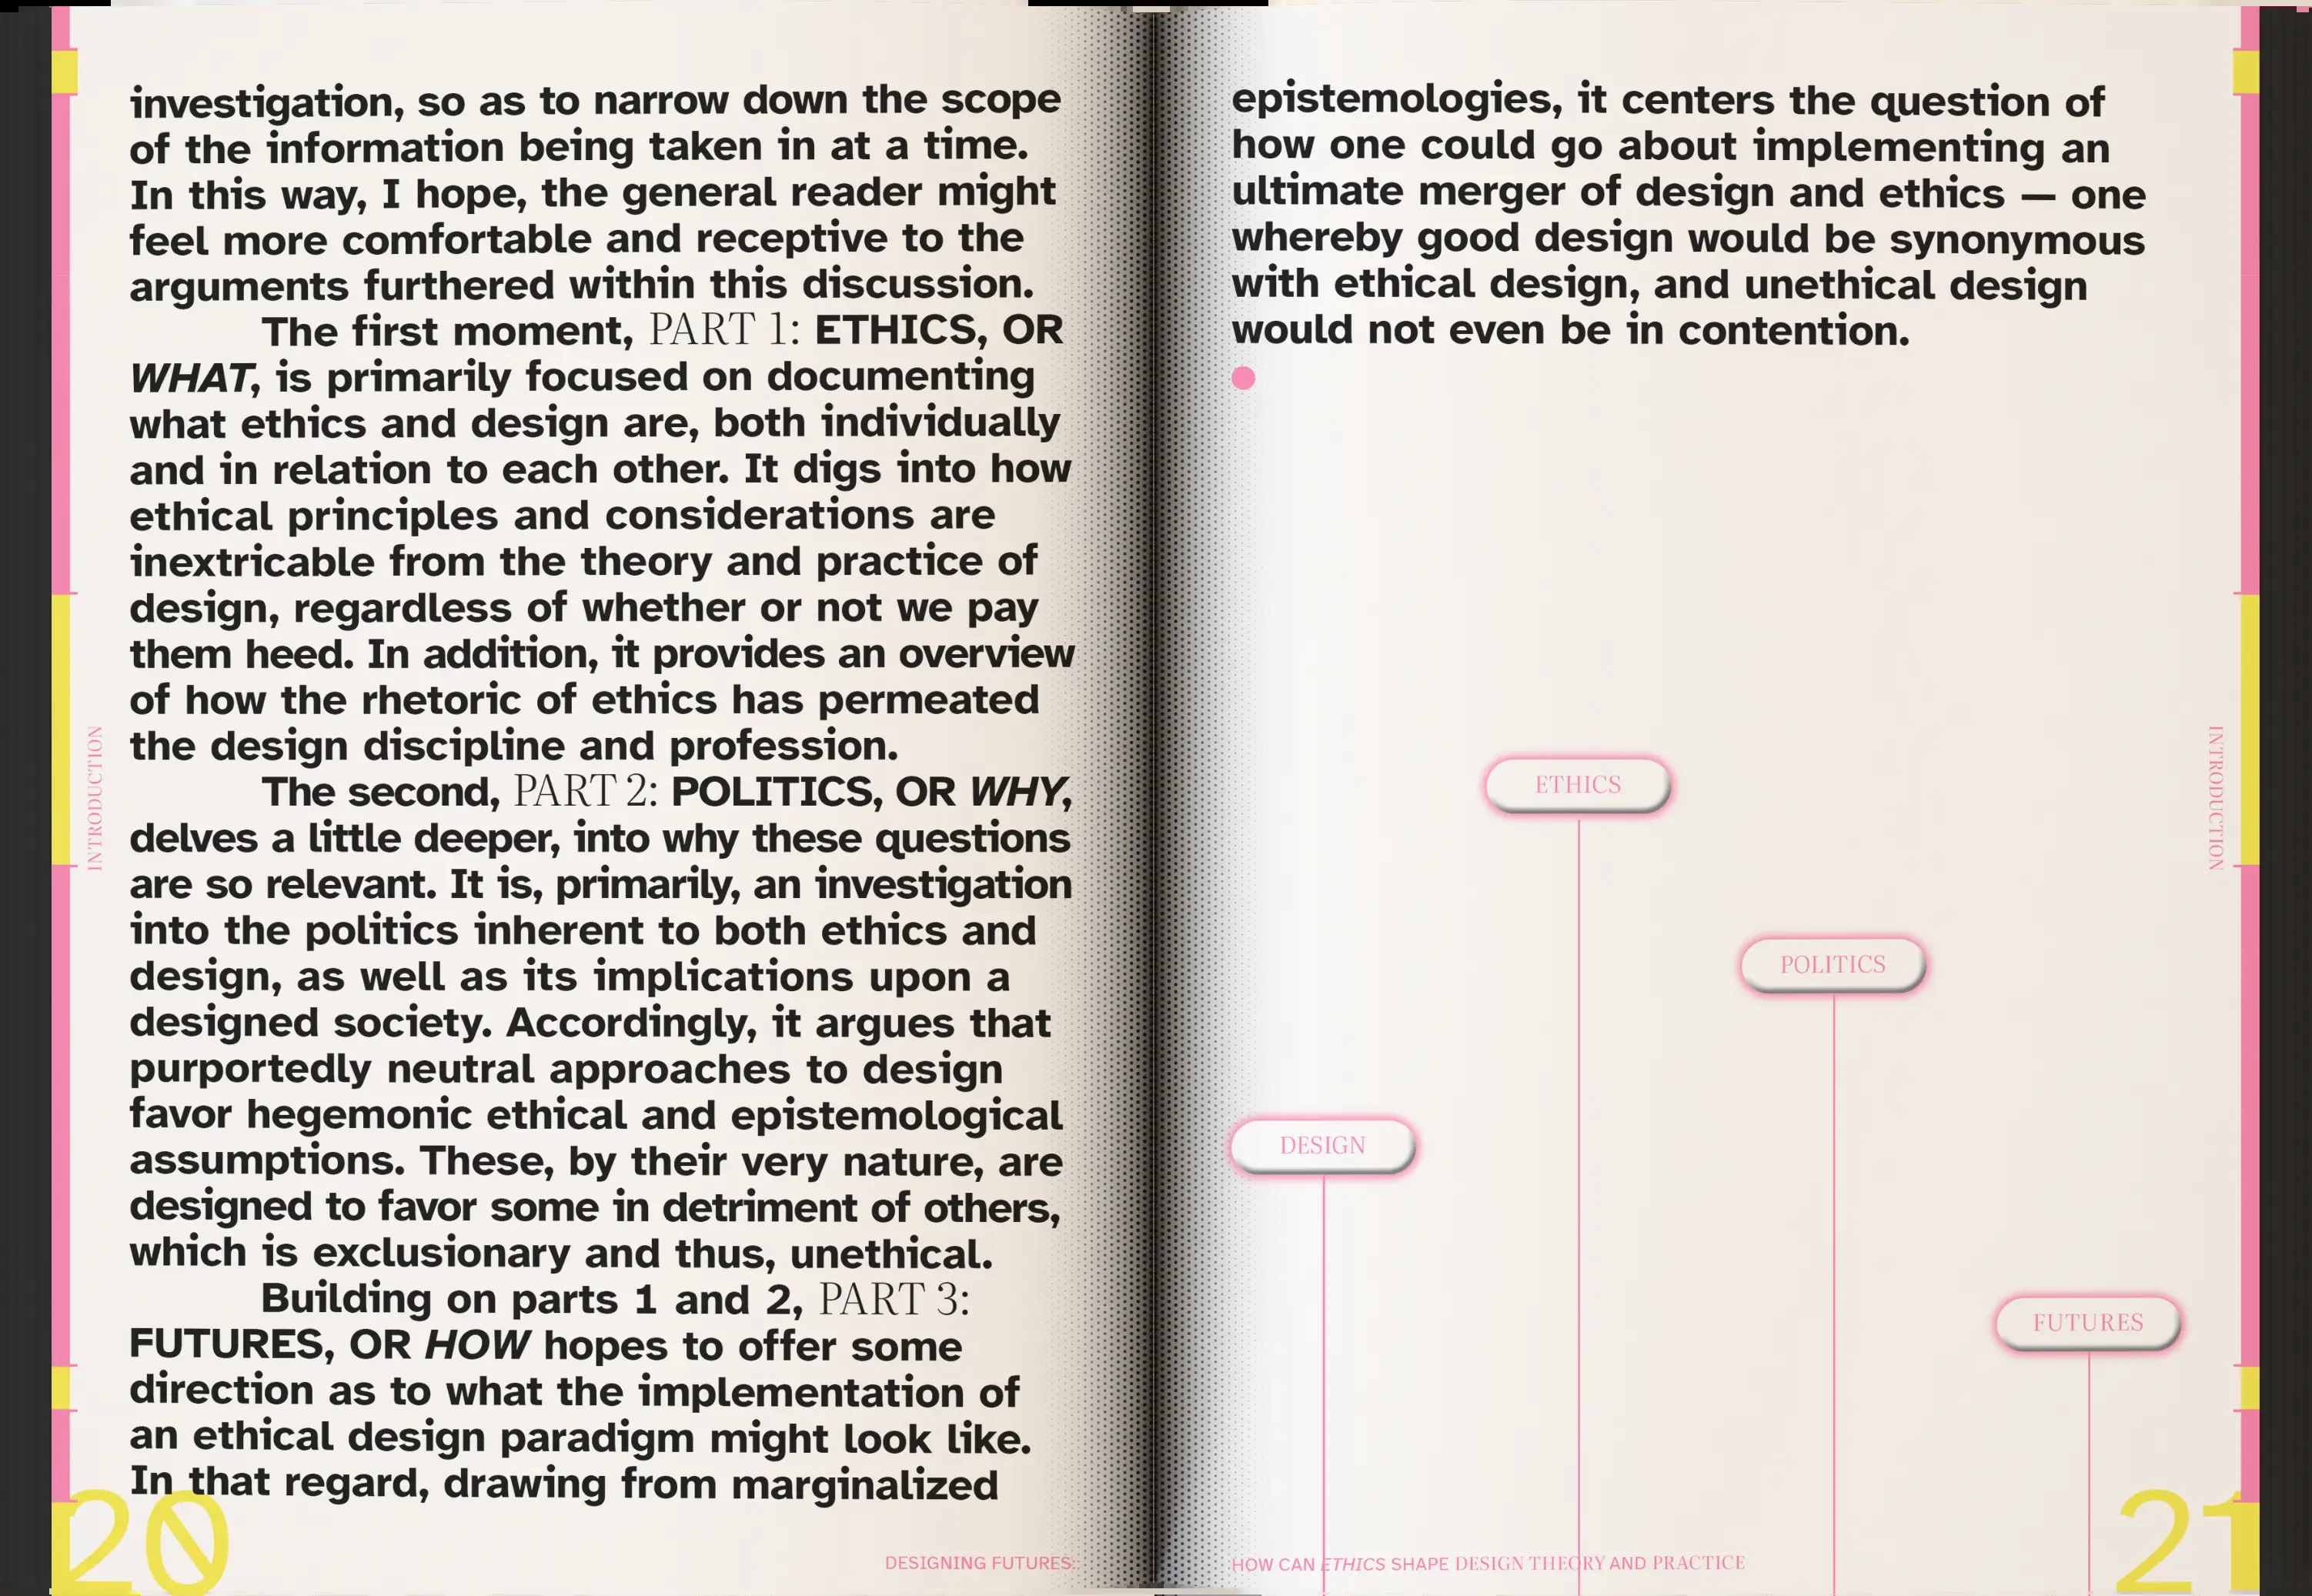 investigation, so as to narrow down the scope
of the information being taken in at a time.
In this way, I hope, the general reader might
feel more comfortable and receptive to the
arguments furthered within this discussion.
The first moment, PART 1: ETHICS, OR
WHAT, is primarily focused on documenting
what ethics and design are, both individually
and in relation to each other. It digs into how
ethical principles and considerations are
inextricable from the theory and practice of
design, regardless of whether or not we pay
them heed. In addition, it provides an overview
of how the rhetoric of ethics has permeated
the design discipline and profession.
The second, PART 2: POLITICS, OR WHY,
delves a little deeper, into why these questions
are so relevant. It is, primarily, an investigation
into the politics inherent to both ethics and
design, as well as its implications upon a
designed society. Accordingly, it argues that
purportedly neutral approaches to design
favor hegemonic ethical and epistemological
assumptions. These, by their very nature, are
designed to favor some in detriment of others,
which is exclusionary and thus, unethical.
Building on parts 1 and 2, PART 3:
FUTURES, OR HOW hopes to offer some
direction as to what the implementation of
an ethical design paradigm might look like.
In that regard, drawing from marginalized
INTRODUCTION
20
DESIGNING FUTURES:
epistemologies, it centers the question of
how one could go about implementing an
ultimate merger of design and ethics — one
whereby good design would be synonymous
with ethical design, and unethical design
would not even be in contention.
ETHICS
POLITICS
DESIGN
FUTURES
INTRODUCTION
HOW CAN ETHICS SHAPE DESIGN THEORY AND PRACTICE
21